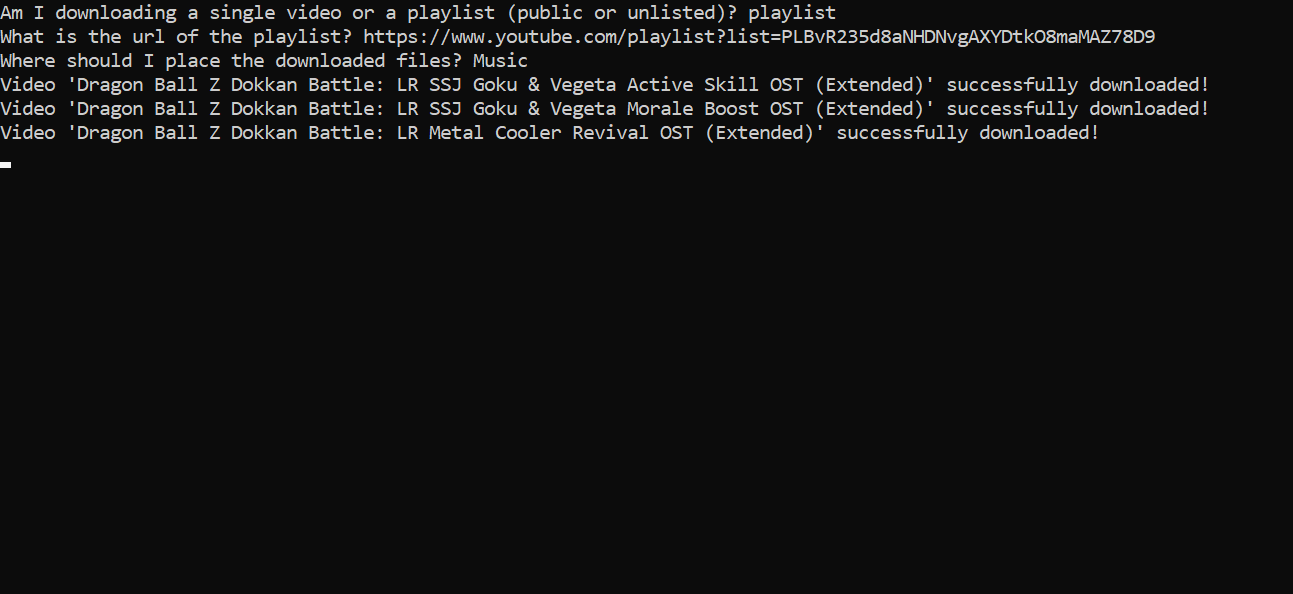 Am I downloading a single video or a playlist (public or unlisted)? playlist
What is the url of the playlist? https://www.youtube.com/playlist?list=PLBvR235d8aNHDNvgAXYDtkO8maMAZ78D9
Where should I place the downloaded files? Music
Video 'Dragon Ball Z Dokkan Battle: LR SSJ Goku & Vegeta Active Skill OST (Extended)' successfully downloaded!
Video 'Dragon Ball Z Dokkan Battle: LR SSJ Goku & Vegeta Morale Boost OST (Extended)' successfully downloaded!
Video 'Dragon Ball Z Dokkan Battle: LR Metal Cooler Revival OST (Extended)' successfully downloaded!